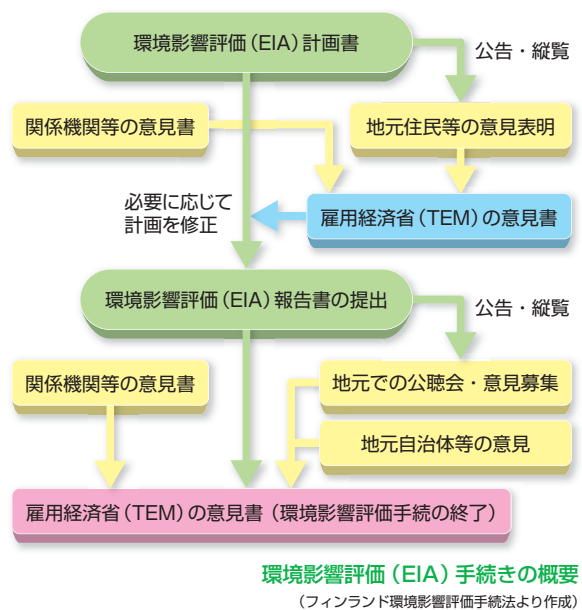 環境影響評価(EIA)計画書
公告・縦覧
関係機関等の意見書
地元住民等の意見表明
必要に応じて
計画を修正
雇用経済省(TEM)の意見書
環境影響評価(EIA)報告書の提出
公告・縦覧
関係機関等の意見書
地元での公聴会・意見募集
地元自治体等の意見
雇用経済省(TEM)の意見書(環境影響評価手続の終了)
環境影響評価(EIA)手続きの概要
(フィンランド環境影響評価手続法より作成)